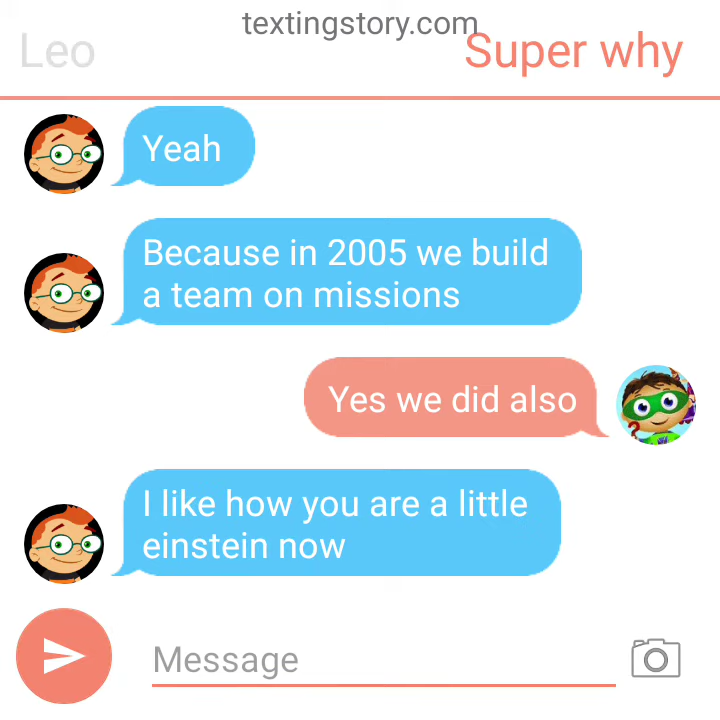 textingstory.com
Leo
Super why
Yeah
Because in 2005 we build
a team on missions
Yes we did also
?
I like how you are a little
einstein now
Message